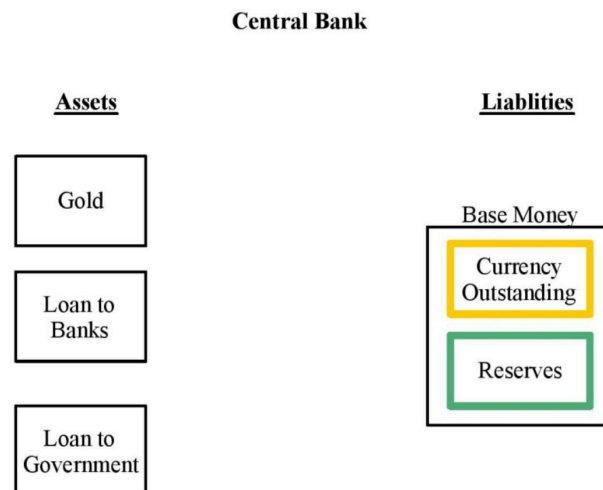 Central Bank
Assets
Liablities
Gold
Base Money
Currency
Outstanding
Loan to
Banks
Reserves
Loan to
Government